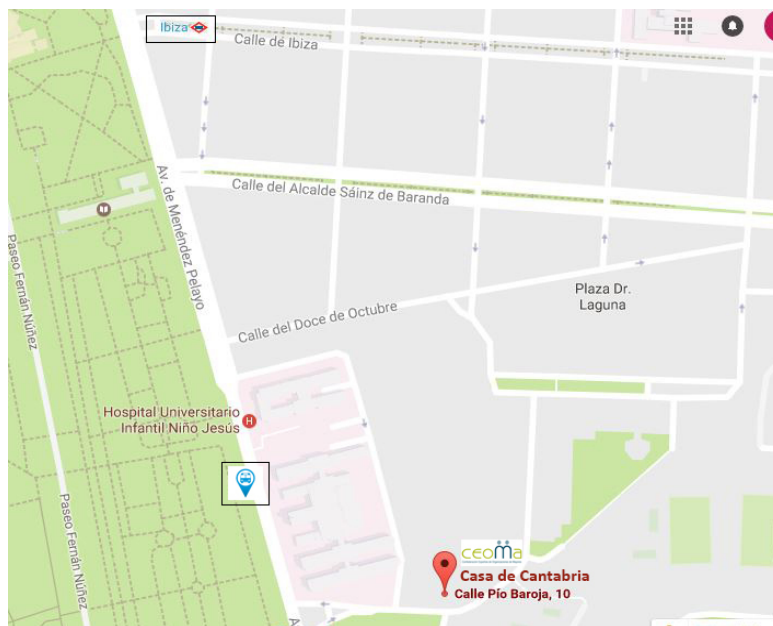 Ibiza
Calle de Ibiza
Calle del Alcalde Sáinz de Baranda
Av. de Menéndez Pelayo
Paseo Fernán Núñez
Plaza Dr.
Laguna
Calle del Doce de Octubre
Hospital Universitario
Infantil Niño Jesús
H
Paseo Fernán Núñez
ceoma
Casa de Cantabria
Calle Pío Baroja, 10
A